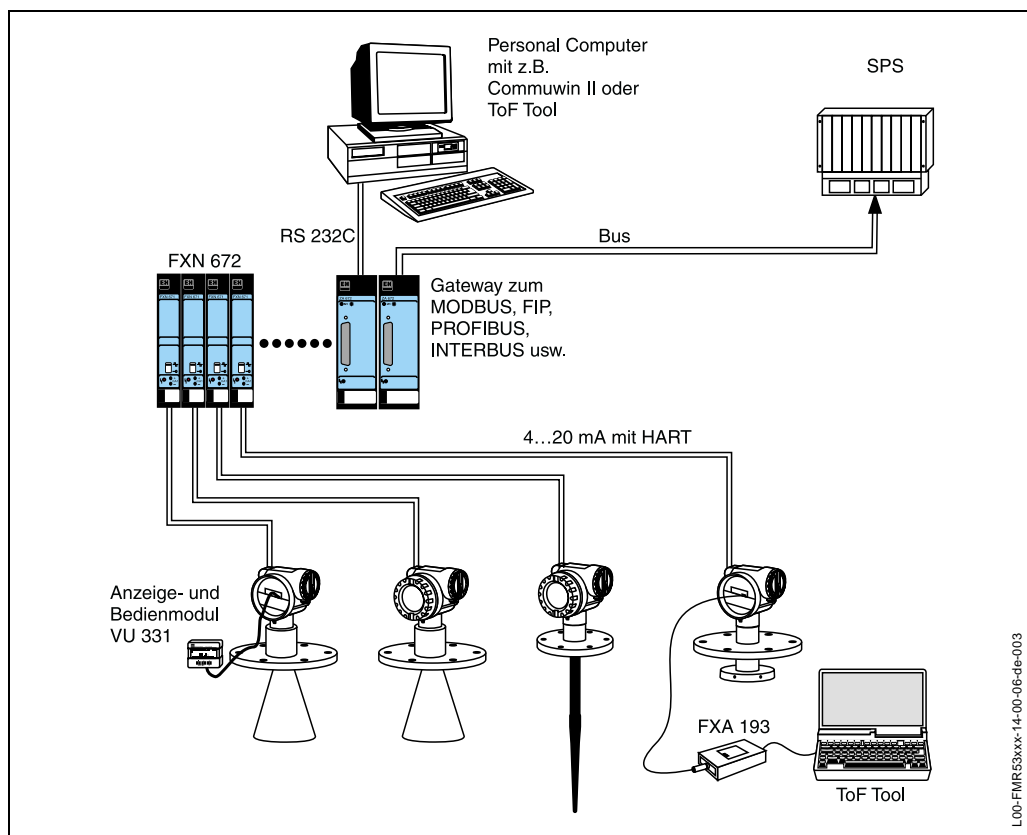 Personal Computer
mit z.B.
Commuwin II oder
ToF Tool
SPS
RS 232C
Bus
FXN 672
Gateway zum
MODBUS, FIP,
PROFIBUS,
INTERBUS usw.
4...20 mA mit HART
Anzeige- und
Bedienmodul
VU 331
FXA 193
ToF Tool
L00-FMR53xxx-14-00-06-de-003